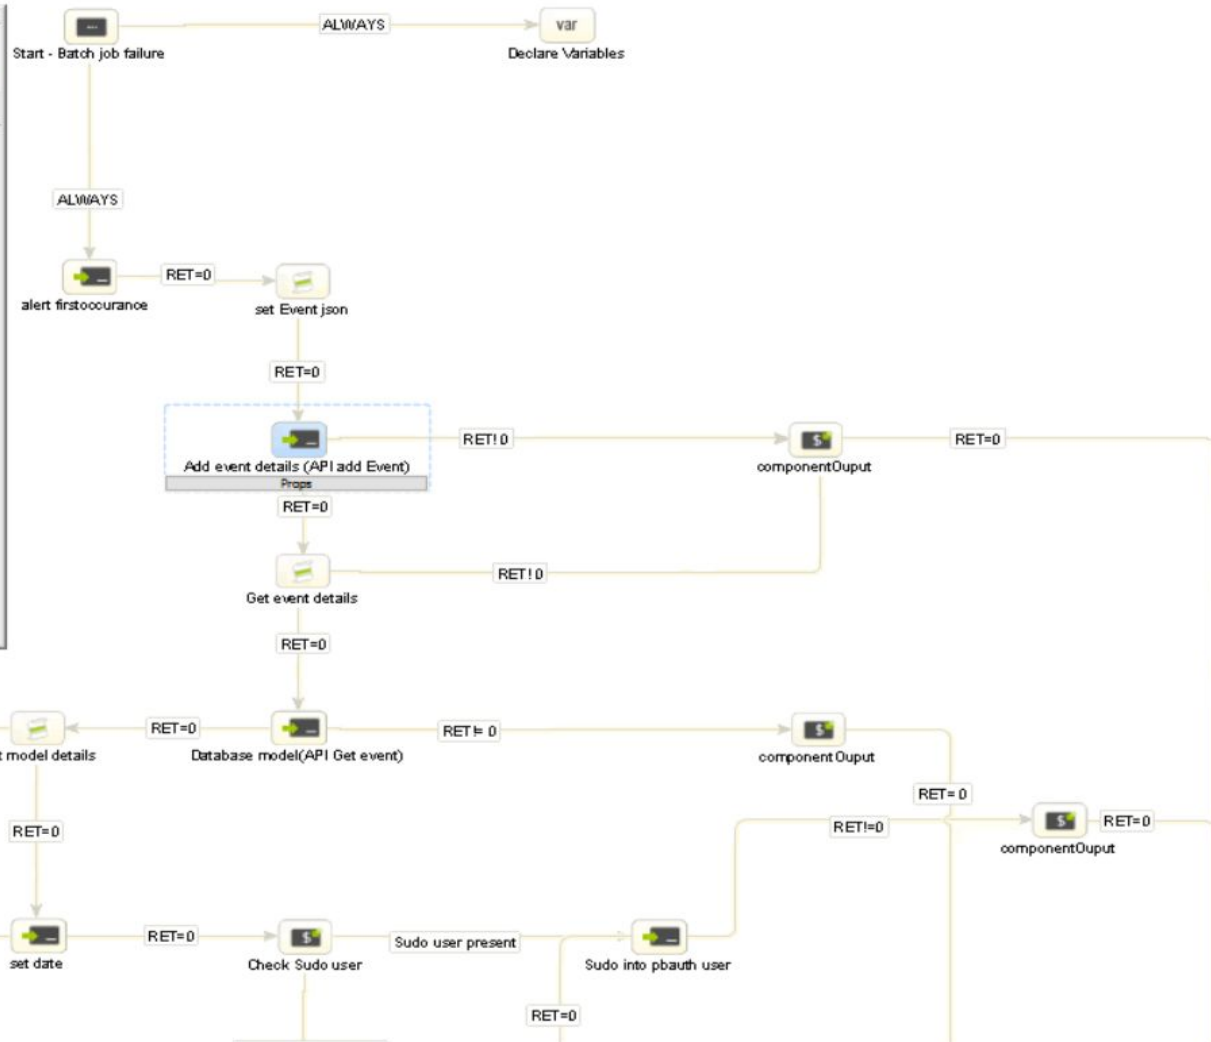 ALWAYS
var
Start - Batch job failure
Declare Variables
ALWAYS
RET=0
alert firstoccurance
set Event json
RET=0
RET! 0
$
RET=0
Add event details (API add Event)
componentOuput
Props
RET=0
RET! 0
Get event details
RET=0
RET=0
RET!= 0
$
t model details
Database model(API Get event)
componentOuput
RET= 0
RET=0
RET!=0
$
RET=0
componentOuput
RET=0
$
Sudo user present
set date
Check Sudo user
Sudo into pbauth user
RET=0